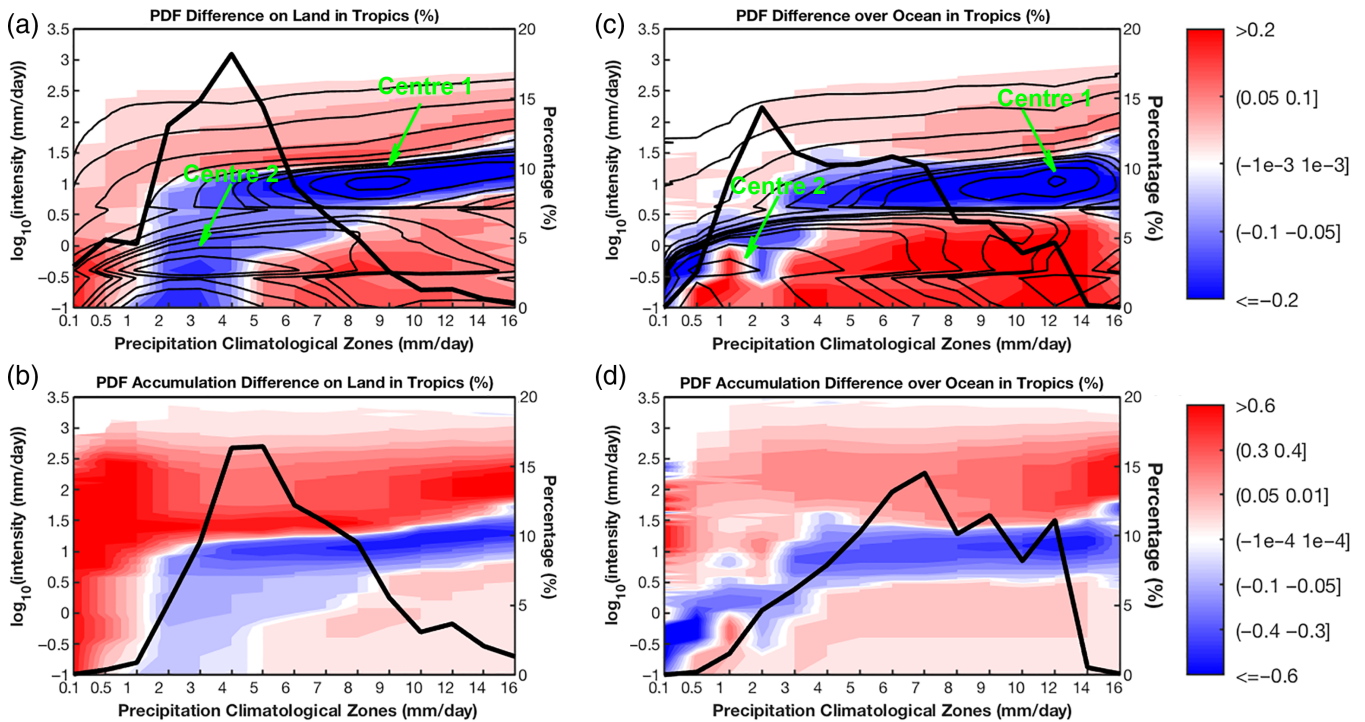 (a)
PDF Difference on Land in Tropics (%)
3.5
3
2.5
2
1.5
1
0.5
0
−0.5
−1
log10(intensity (mm/day))
20
15
10
5
0
Percentage (%)
Centre 1
Centre 2
0.1 0.5 1 2 3 4 5 6 7 8 9 10 12 14 16
Precipitation Climatological Zones (mm/day)
(c)
PDF Difference over Ocean in Tropics (%)
3.5
3
2.5
2
1.5
1
0.5
0
−0.5
−1
log10(intensity (mm/day))
20
15
10
5
0
Percentage (%)
Centre 1
Centre 2
0.1 0.5 1 2 3 4 5 6 7 8 9 10 12 14 16
Precipitation Climatological Zones (mm/day)
>0.2
(0.05 0.1]
(-1e-3 1e-3]
(-0.1 -0.05]
<=-0.2
(b)
PDF Accumulation Difference on Land in Tropics (%)
3.5
3
2.5
2
1.5
1
0.5
0
−0.5
−1
log10(intensity (mm/day))
20
15
10
5
0
Percentage (%)
0.1 0.5 1 2 3 4 5 6 7 8 9 10 12 14 16
Precipitation Climatological Zones (mm/day)
(d)
PDF Accumulation Difference over Ocean in Tropics (%)
3.5
3
2.5
2
1.5
1
0.5
0
−0.5
−1
log10(intensity (mm/day))
20
15
10
5
0
Percentage (%)
0.1 0.5 1 2 3 4 5 6 7 8 9 10 12 14 16
Precipitation Climatological Zones (mm/day)
>0.6
(0.3 0.4]
(0.05 0.01]
(-1e-4 1e-4]
(-0.1 -0.05]
(-0.4 -0.3]
<=-0.6